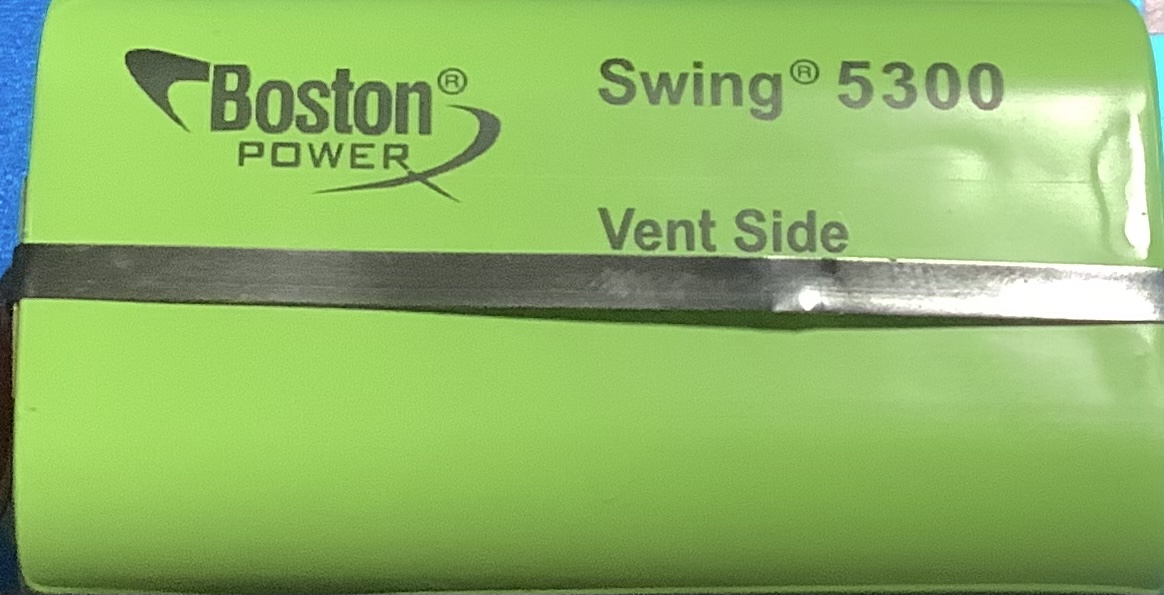 Boston® 
POWER
Swing® 5300
Vent Side